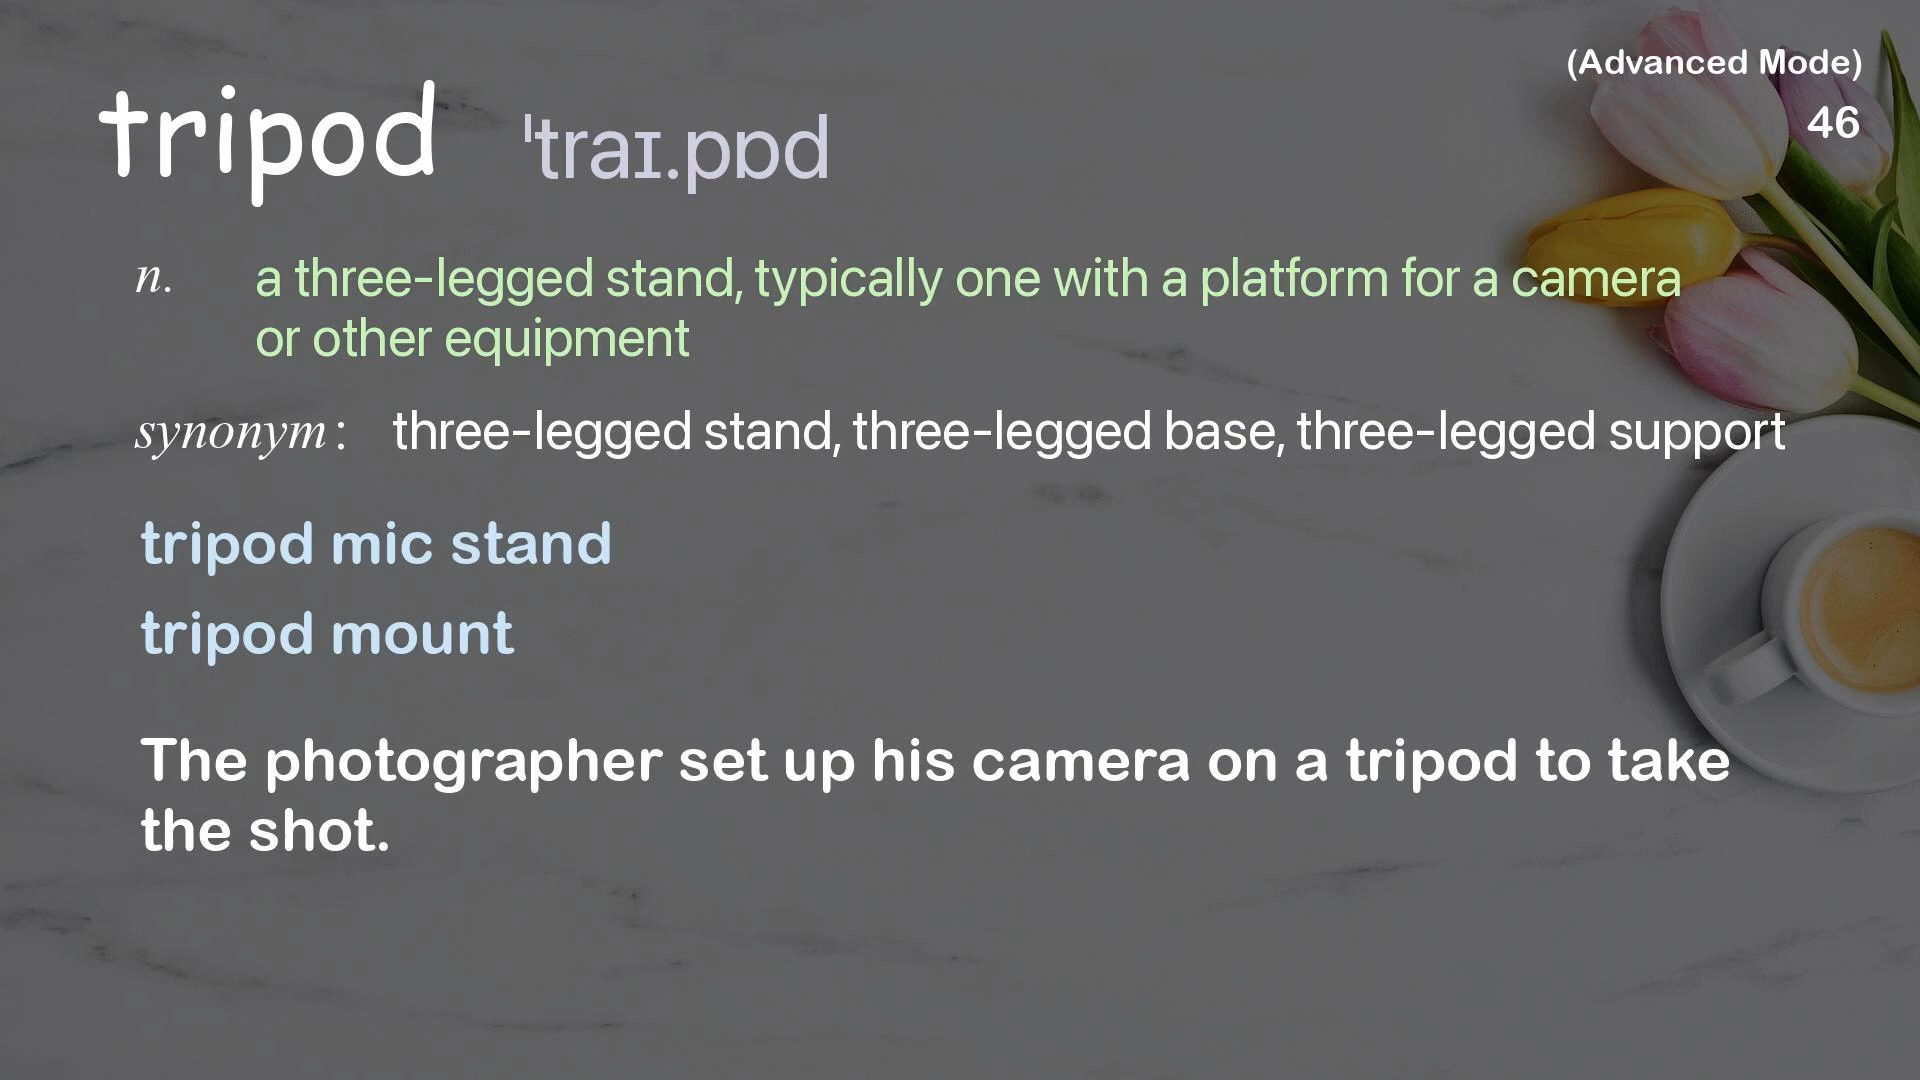 (Advanced Mode)
46
tripod ˈtraɪ.pɒd
n. a three-legged stand, typically one with a platform for a camera
or other equipment
synonym: three-legged stand, three-legged base, three-legged support
tripod mic stand
tripod mount
The photographer set up his camera on a tripod to take
the shot.